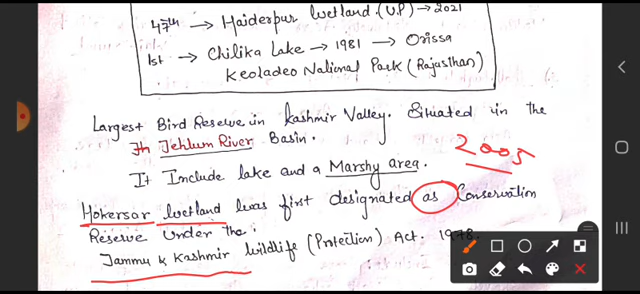 47th → Haiderpur Wetland. (U.P) → 2021
1st → Chilika Lake → 1981 → Orissa
Keoladeo National Park (Rajasthan)
Largest Bird Reserve in Kashmir Valley. Situated in the
Jehlum River Basin.
2005
It Include lake and a Marshy area.
Hokersar Wetland was first designated as Conservation
Reserve under the
Jammu & Kashmir Wildlife (Protection) Act. 1978.